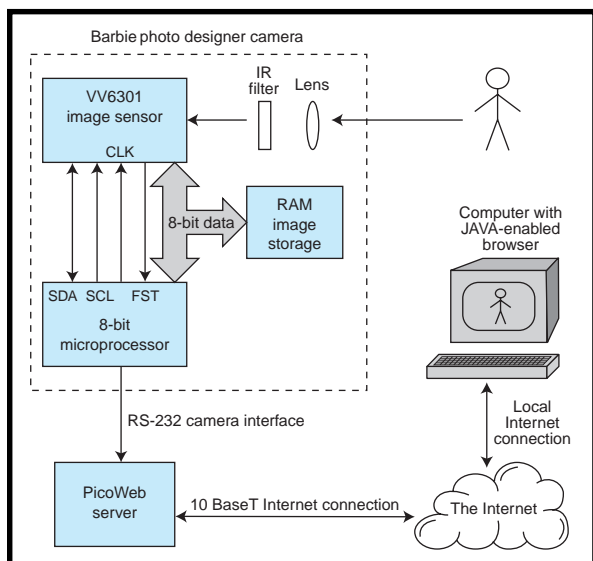 Barbie photo designer camera
VV6301
image sensor
CLK
IR
filter
Lens
8-bit data
RAM
image
storage
SDA SCL FST
8-bit
microprocessor
Computer with
JAVA-enabled
browser
RS-232 camera interface
Local
Internet
connection
PicoWeb
server
10 BaseT Internet connection
The Internet